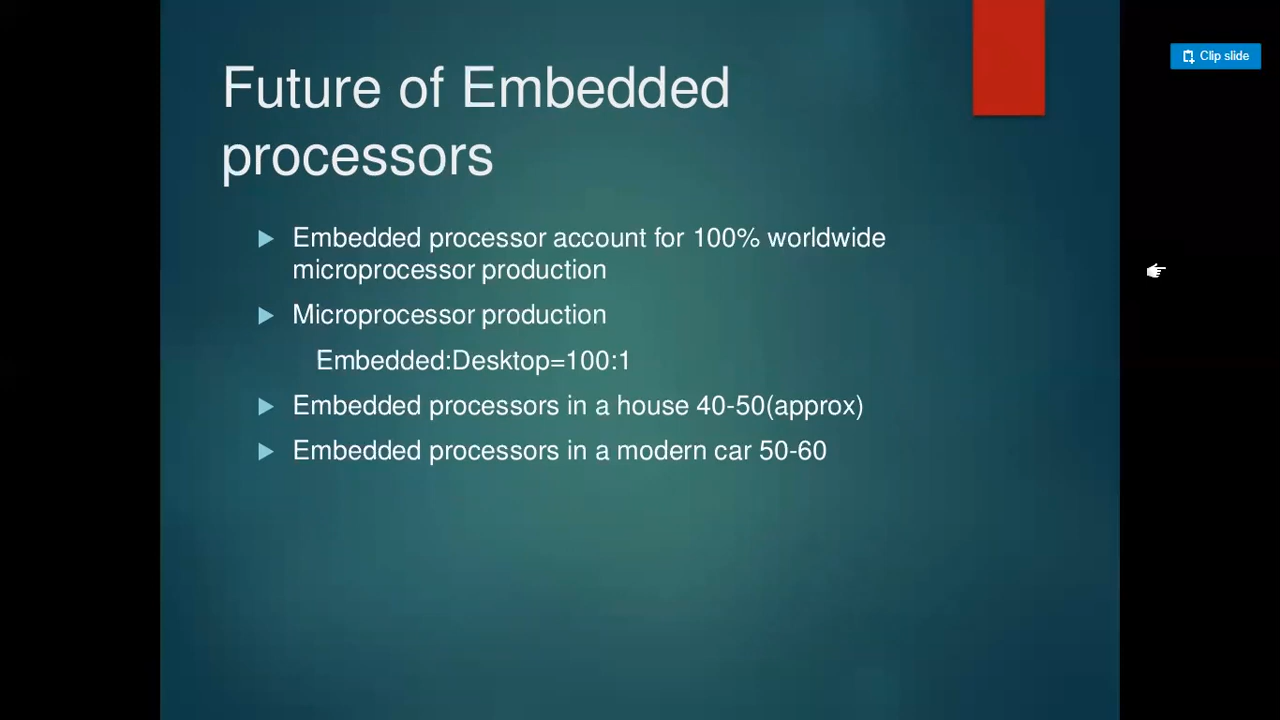 Clip slide
Future of Embedded
processors
Embedded processor account for 100% worldwide
microprocessor production
Microprocessor production
Embedded:Desktop=100:1
Embedded processors in a house 40-50(approx)
Embedded processors in a modern car 50-60